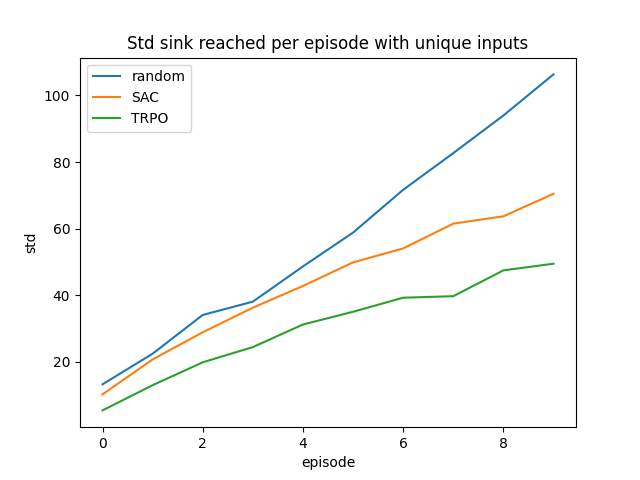 Std sink reached per episode with unique inputs
random
SAC
TRPO
100
80
60
40
20
std
0 2 4 6 8
episode